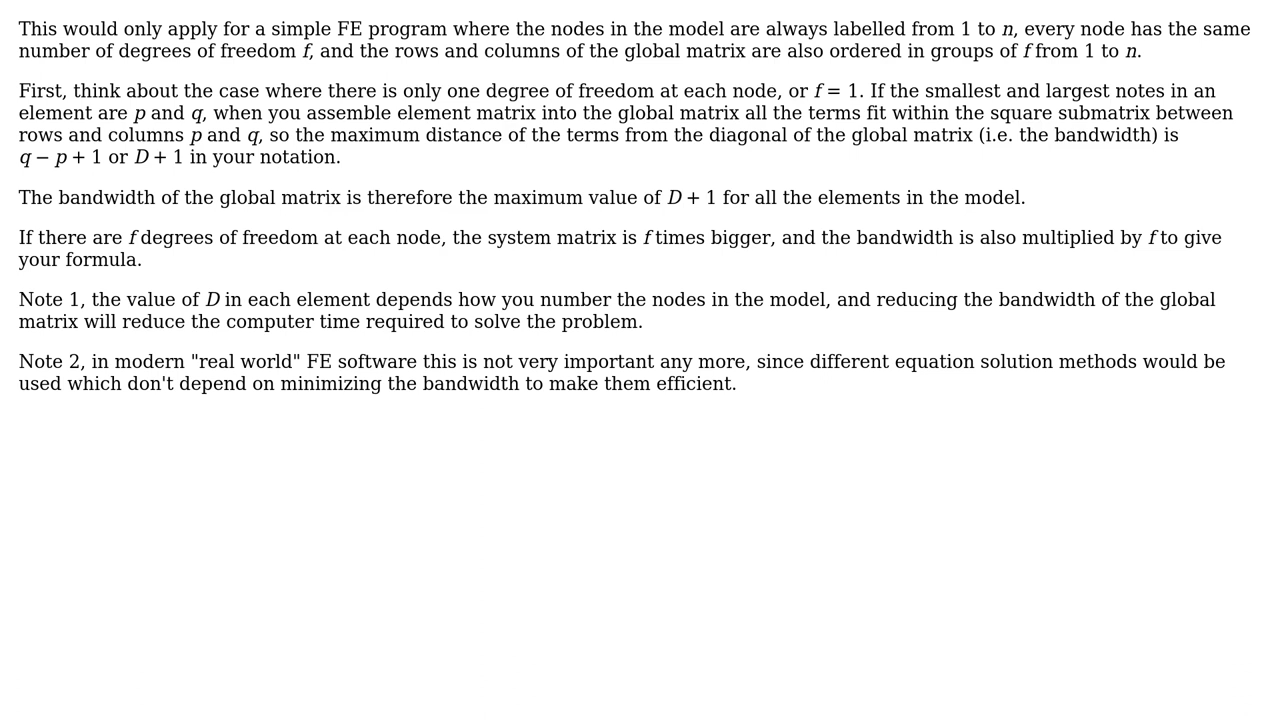 This would only apply for a simple FE program where the nodes in the model are always labelled from 1 to n, every node has the same
number of degrees of freedom f, and the rows and columns of the global matrix are also ordered in groups of f from 1 to n.
First, think about the case where there is only one degree of freedom at each node, or f = 1. If the smallest and largest notes in an
element are p and q, when you assemble element matrix into the global matrix all the terms fit within the square submatrix between
rows and columns p and q, so the maximum distance of the terms from the diagonal of the global matrix (i.e. the bandwidth) is
q − p + 1 or D + 1 in your notation.
The bandwidth of the global matrix is therefore the maximum value of D + 1 for all the elements in the model.
If there are f degrees of freedom at each node, the system matrix is f times bigger, and the bandwidth is also multiplied by f to give
your formula.
Note 1, the value of D in each element depends how you number the nodes in the model, and reducing the bandwidth of the global
matrix will reduce the computer time required to solve the problem.
Note 2, in modern "real world" FE software this is not very important any more, since different equation solution methods would be
used which don't depend on minimizing the bandwidth to make them efficient.